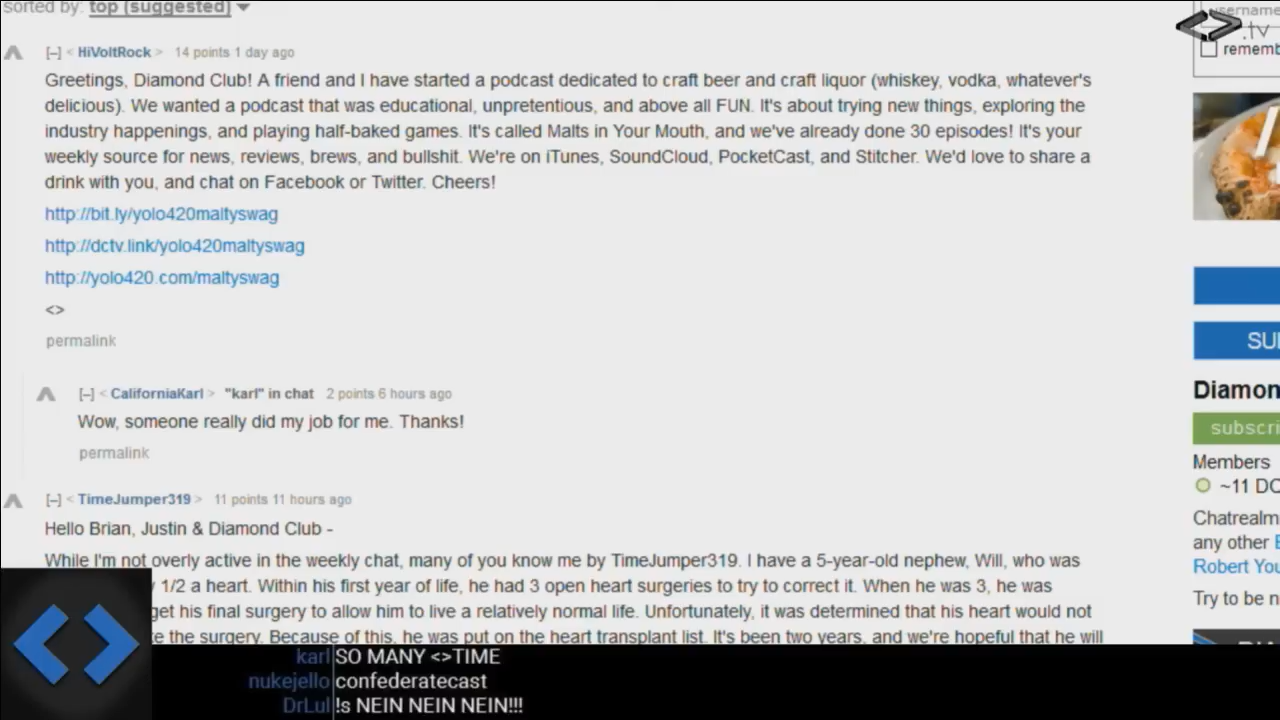 sorted by: top (suggested)
.tv
[–] < HiVoltRock > 14 points 1 day ago
Greetings, Diamond Club! A friend and I have started a podcast dedicated to craft beer and craft liquor (whiskey, vodka, whatever's
delicious). We wanted a podcast that was educational, unpretentious, and above all FUN. It's about trying new things, exploring the
industry happenings, and playing half-baked games. It's called Malts in Your Mouth, and we've already done 30 episodes! It's your
weekly source for news, reviews, brews, and bullshit. We're on iTunes, SoundCloud, PocketCast, and Stitcher. We'd love to share a
drink with you, and chat on Facebook or Twitter. Cheers!
http://bit.ly/yolo420maltyswag
http://dctv.link/yolo420maltyswag
http://yolo420.com/maltyswag
<>
permalink
[–] < CaliforniaKarl > "karl" in chat 2 points 6 hours ago
Wow, someone really did my job for me. Thanks!
permalink
[–] < TimeJumper319 > 11 points 11 hours ago
Hello Brian, Justin & Diamond Club -
While I'm not overly active in the weekly chat, many of you know me by TimeJumper319. I have a 5-year-old nephew, Will, who was
1/2 a heart. Within his first year of life, he had 3 open heart surgeries to try to correct it. When he was 3, he was
get his final surgery to allow him to live a relatively normal life. Unfortunately, it was determined that his heart would not
the surgery. Because of this, he was put on the heart transplant list. It's been two years, and we're hopeful that he will
username
rememb
SU
Diamon
subscri
Members
~11 DC
Chatrealm
any other
Robert You
Try to be n
karl SO MANY <>TIME
nukejello confederatecast
DrLul !s NEIN NEIN NEIN!!!